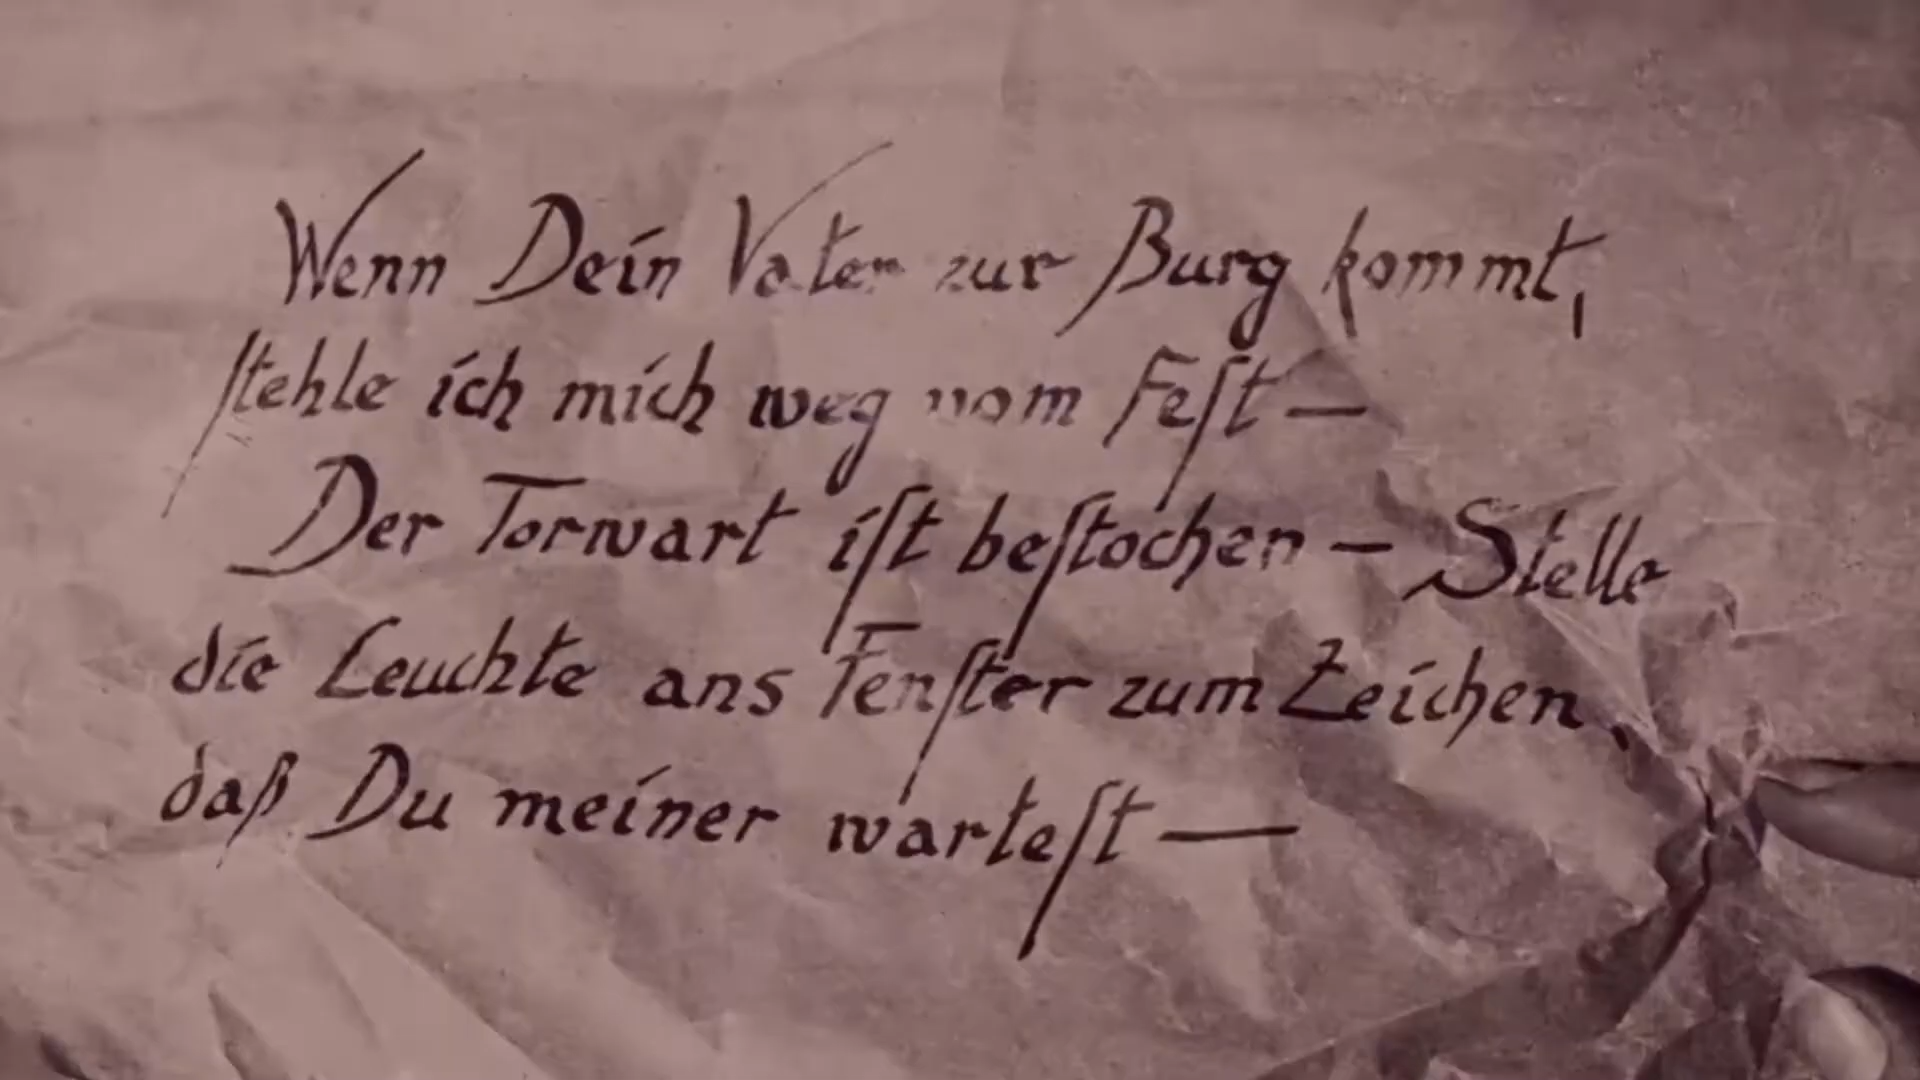 Wenn Dein Vater zur Burg kommt,
ſtehle ich mich weg vom Feſt —
Der Torwart iſt beſtochen — Stelle
die Leuchte ans Fenſter zum Zeichen,
daß Du meiner warteſt —